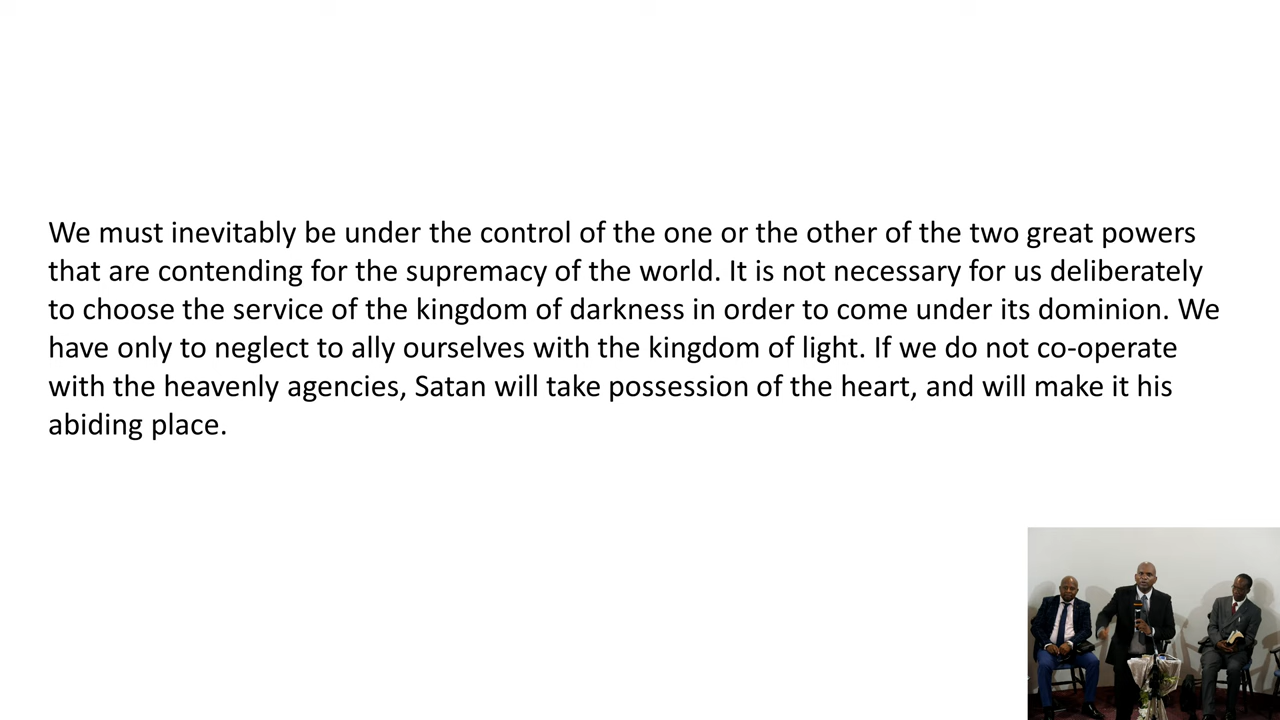 We must inevitably be under the control of the one or the other of the two great powers
that are contending for the supremacy of the world. It is not necessary for us deliberately
to choose the service of the kingdom of darkness in order to come under its dominion. We
have only to neglect to ally ourselves with the kingdom of light. If we do not co-operate
with the heavenly agencies, Satan will take possession of the heart, and will make it his
abiding place.